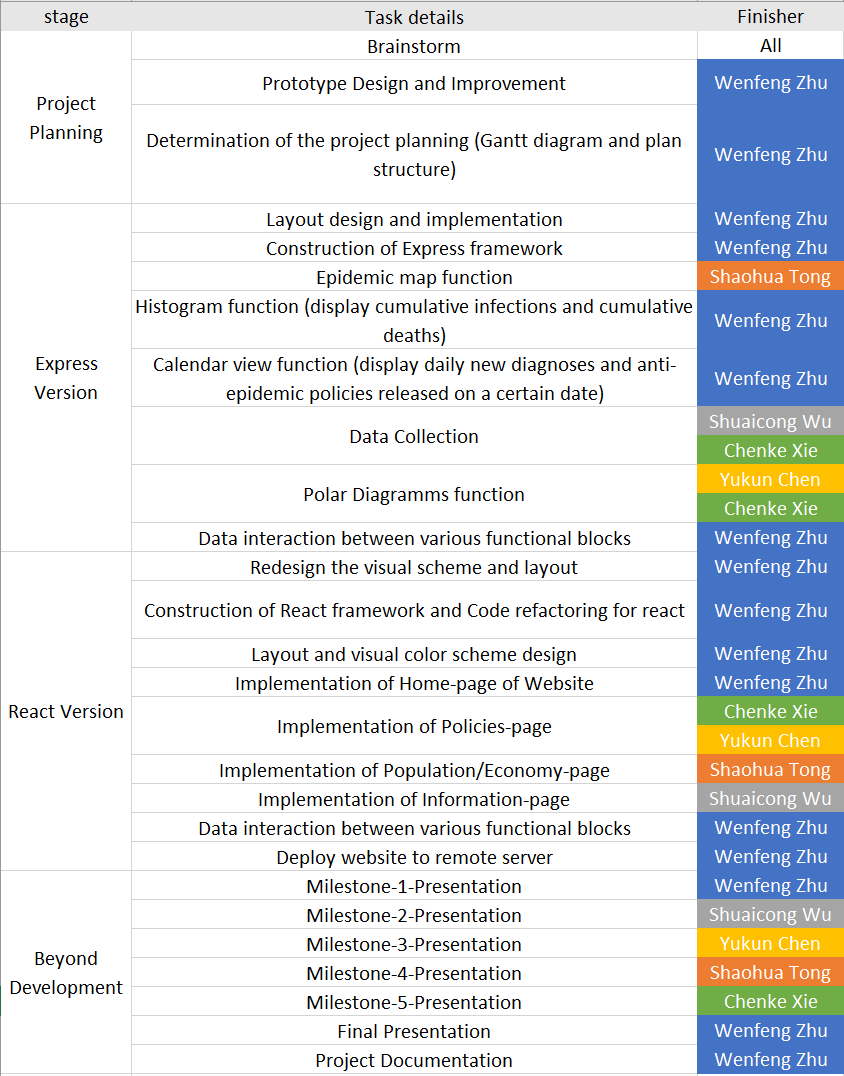 stage Task details Finisher
Brainstorm All
Project
Planning
Prototype Design and Improvement Wenfeng Zhu
Determination of the project planning (Gantt diagram and plan
structure)
Wenfeng Zhu
Layout design and implementation Wenfeng Zhu
Construction of Express framework Wenfeng Zhu
Epidemic map function Shaohua Tong
Histogram function (display cumulative infections and cumulative
deaths)
Wenfeng Zhu
Express
Version
Calendar view function (display daily new diagnoses and anti-
epidemic policies released on a certain date)
Wenfeng Zhu
Data Collection
Shuaicong Wu
Chenke Xie
Polar Diagramms function
Yukun Chen
Chenke Xie
Data interaction between various functional blocks Wenfeng Zhu
Redesign the visual scheme and layout Wenfeng Zhu
Construction of React framework and Code refactoring for react Wenfeng Zhu
Layout and visual color scheme design Wenfeng Zhu
Implementation of Home-page of Website Wenfeng Zhu
React Version
Implementation of Policies-page
Chenke Xie
Yukun Chen
Implementation of Population/Economy-page Shaohua Tong
Implementation of Information-page Shuaicong Wu
Data interaction between various functional blocks Wenfeng Zhu
Deploy website to remote server Wenfeng Zhu
Milestone-1-Presentation Wenfeng Zhu
Milestone-2-Presentation Shuaicong Wu
Milestone-3-Presentation Yukun Chen
Beyond
Development
Milestone-4-Presentation Shaohua Tong
Milestone-5-Presentation Chenke Xie
Final Presentation Wenfeng Zhu
Project Documentation Wenfeng Zhu